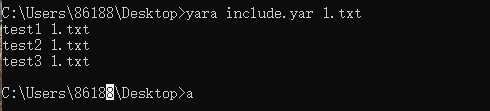 C:\Users\86188\Desktop>yara include.yar 1.txt
test1 1.txt
test2 1.txt
test3 1.txt
C:\Users\86188\Desktop>a